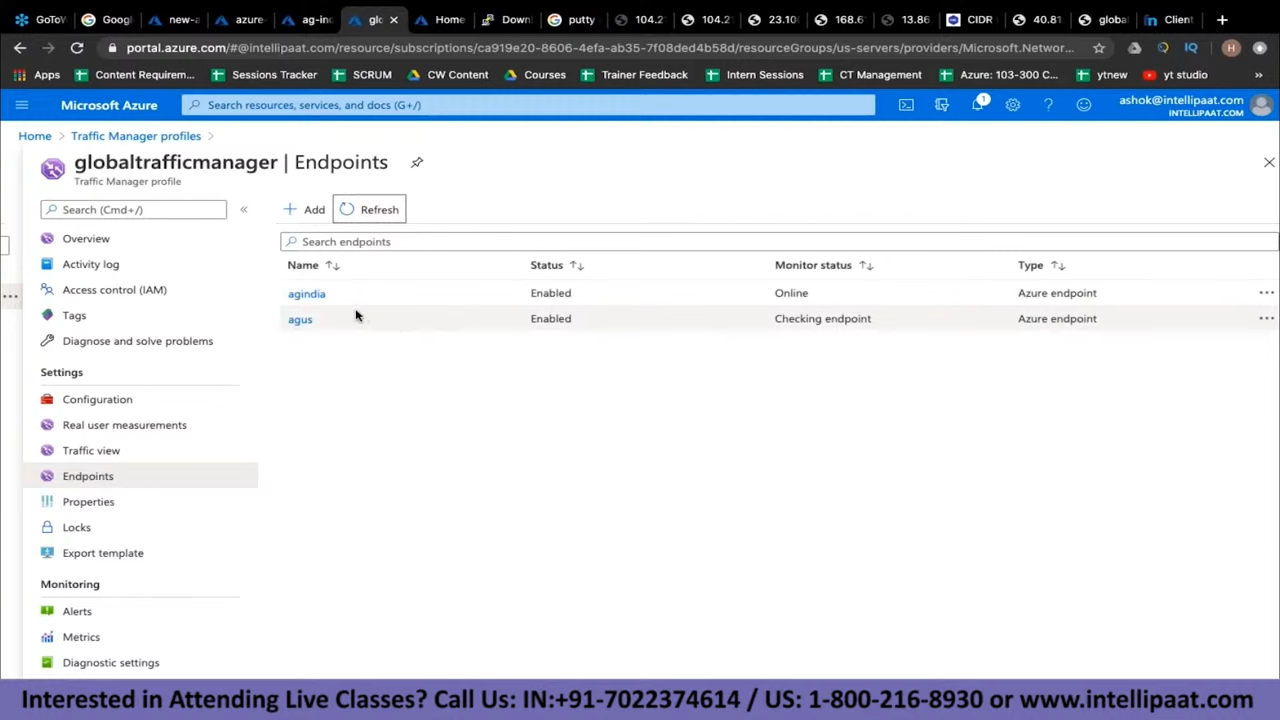 GoToW
Googl
new-
azure-
ag-inc
glo
Home
Downl
putty
104.2
104.2
23.10
168.6
13.86
CIDR
40.81
global
Client
portal.azure.com/#@intellipaat.com/resource/subscriptions/ca919e20-8606-4efa-ab35-7f08ded4b58d/resourceGroups/us-servers/providers/Microsoft.Networ...
IQ
H
Apps
Content Requirem...
Sessions Tracker
SCRUM
CW Content
Courses
Trainer Feedback
Intern Sessions
CT Management
Azure: 103-300 C...
ytnew
yt studio
»
Microsoft Azure
Search resources, services, and docs (G+/)
1
ashok@intellipaat.com
INTELLIPAAT.COM
Home > Traffic Manager profiles >
globaltrafficmanager | Endpoints
Traffic Manager profile
Search (Cmd+/)
«
Add
Refresh
Overview
Activity log
Access control (IAM)
Tags
Diagnose and solve problems
Settings
Configuration
Real user measurements
Traffic view
Endpoints
Properties
Locks
Export template
Monitoring
Alerts
Metrics
Diagnostic settings
Search endpoints
Name Status Monitor status Type
agindia Enabled Online Azure endpoint
agus Enabled Checking endpoint Azure endpoint
Interested in Attending Live Classes? Call Us: IN:+91-7022374614 / US: 1-800-216-8930 or www.intellipaat.com